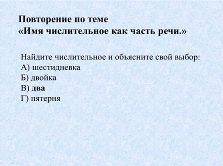 Повторение по теме
«Имя числительное как часть речи.»
Найдите числительное и объясните свой выбор:
А) шестидневка
Б) двойка
В) два
Г) пятерня